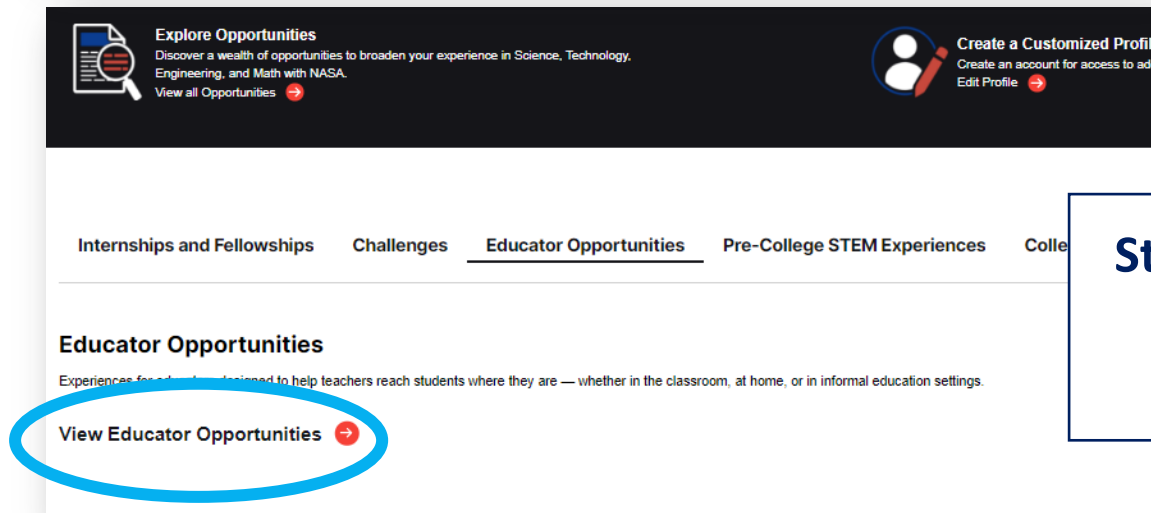 Explore Opportunities
Discover a wealth of opportunities to broaden your experience in Science, Technology,
Engineering, and Math with NASA.
View all Opportunities
Create a Customized Profil
Create an account for access to ad
Edit Profile
Internships and Fellowships Challenges Educator Opportunities Pre-College STEM Experiences Colle
St
Educator Opportunities
Experiences for educators designed to help teachers reach students where they are — whether in the classroom, at home, or in informal education settings.
View Educator Opportunities